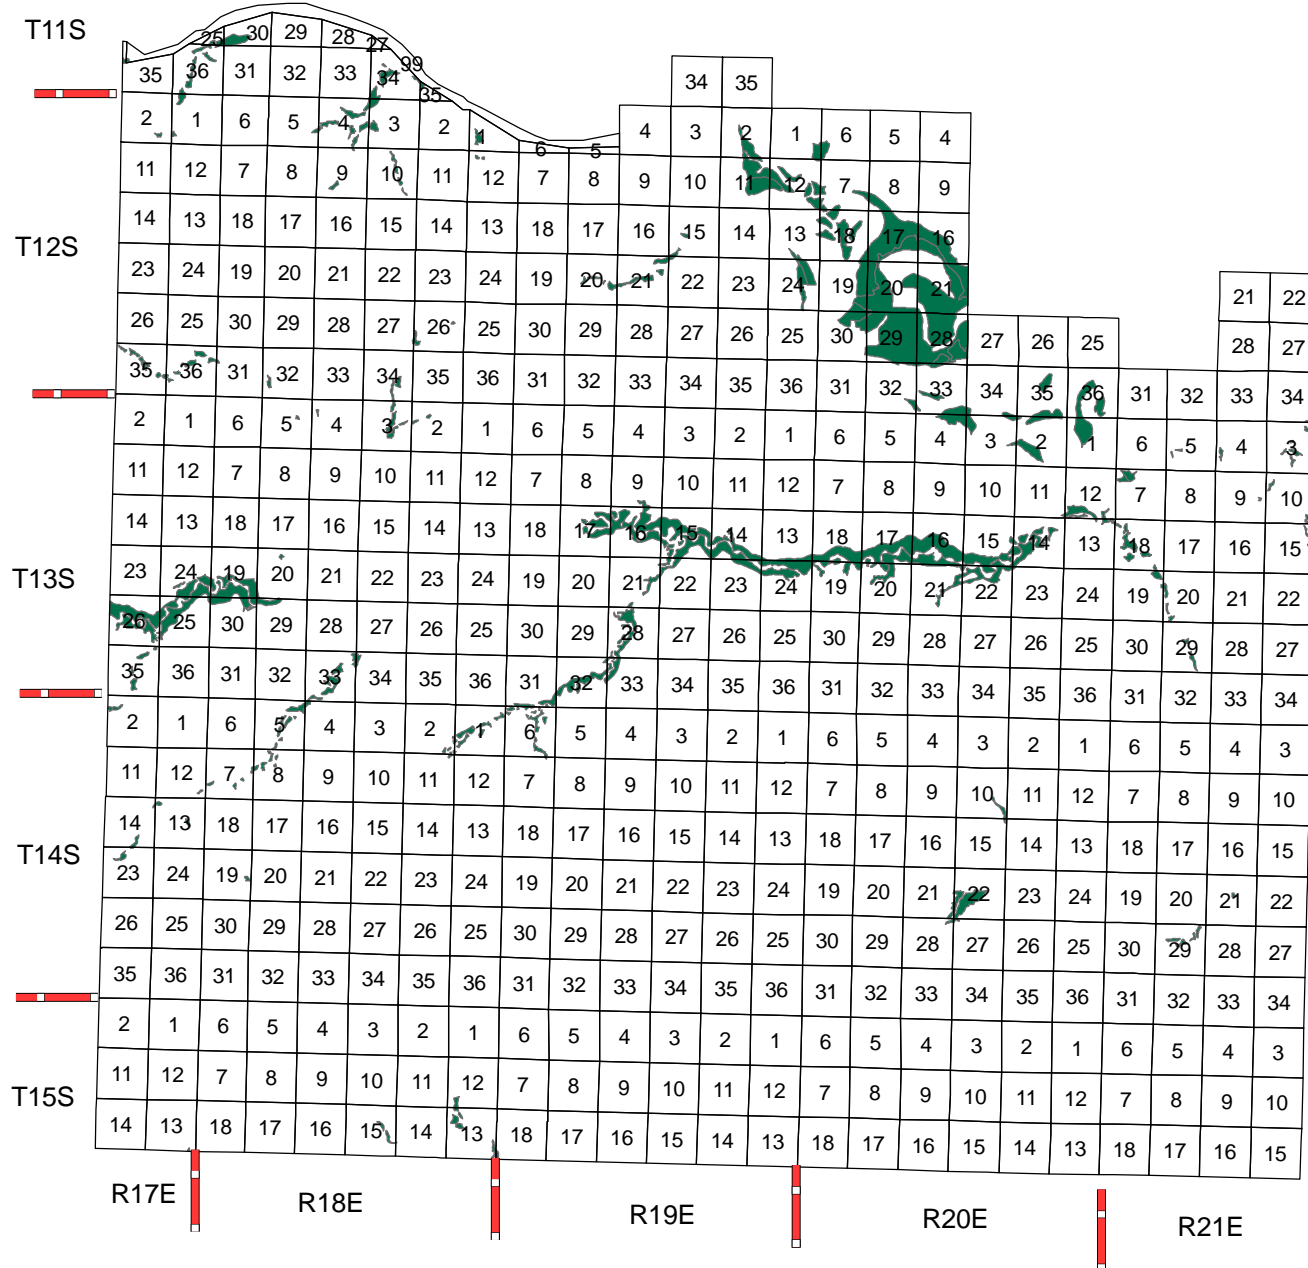 T11S
25 30 29 28 27
35 36 31 32 33 34 99 35 34 35
2 1 6 5 4 3 2 1 6 5 4 3 2 1 6 5 4
11 12 7 8 9 10 11 12 7 8 9 10 11 12 7 8 9
14 13 18 17 16 15 14 13 18 17 16 15 14 13 18 17 16
T12S
23 24 19 20 21 22 23 24 19 20 21 22 23 24 19 20 21 21 22
26 25 30 29 28 27 26 25 30 29 28 27 26 25 30 29 28 27 26 25 28 27
35 36 31 32 33 34 35 36 31 32 33 34 35 36 31 32 33 34 35 36 31 32 33 34
2 1 6 5 4 3 2 1 6 5 4 3 2 1 6 5 4 3 2 1 6 5 4 3
11 12 7 8 9 10 11 12 7 8 9 10 11 12 7 8 9 10 11 12 7 8 9 10
14 13 18 17 16 15 14 13 18 17 16 15 14 13 18 17 16 15 14 13 18 17 16 15
T13S
23 24 19 20 21 22 23 24 19 20 21 22 23 24 19 20 21 22 23 24 19 20 21 22
26 25 30 29 28 27 26 25 30 29 28 27 26 25 30 29 28 27 26 25 30 29 28 27
35 36 31 32 33 34 35 36 31 32 33 34 35 36 31 32 33 34 35 36 31 32 33 34
2 1 6 5 4 3 2 1 6 5 4 3 2 1 6 5 4 3 2 1 6 5 4 3
11 12 7 8 9 10 11 12 7 8 9 10 11 12 7 8 9 10 11 12 7 8 9 10
14 13 18 17 16 15 14 13 18 17 16 15 14 13 18 17 16 15 14 13 18 17 16 15
T14S
23 24 19 20 21 22 23 24 19 20 21 22 23 24 19 20 21 22 23 24 19 20 21 22
26 25 30 29 28 27 26 25 30 29 28 27 26 25 30 29 28 27 26 25 30 29 28 27
35 36 31 32 33 34 35 36 31 32 33 34 35 36 31 32 33 34 35 36 31 32 33 34
2 1 6 5 4 3 2 1 6 5 4 3 2 1 6 5 4 3 2 1 6 5 4 3
T15S
11 12 7 8 9 10 11 12 7 8 9 10 11 12 7 8 9 10 11 12 7 8 9 10
14 13 18 17 16 15 14 13 18 17 16 15 14 13 18 17 16 15 14 13 18 17 16 15
R17E R18E R19E R20E R21E